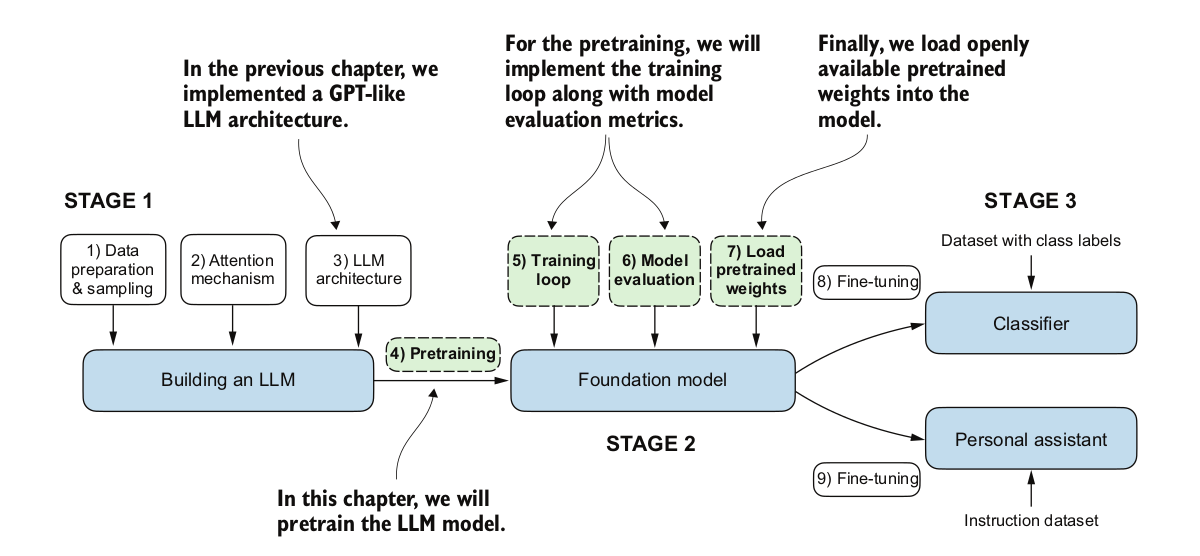 In the previous chapter, we
implemented a GPT-like
LLM architecture.
For the pretraining, we will
implement the training
loop along with model
evaluation metrics.
Finally, we load openly
available pretrained
weights into the
model.
STAGE 1
1) Data
preparation
& sampling
2) Attention
mechanism
3) LLM
architecture
Building an LLM
4) Pretraining
In this chapter, we will
pretrain the LLM model.
5) Training
loop
6) Model
evaluation
7) Load
pretrained
weights
Foundation model
STAGE 2
STAGE 3
Dataset with class labels
8) Fine-tuning
Classifier
Personal assistant
9) Fine-tuning
Instruction dataset